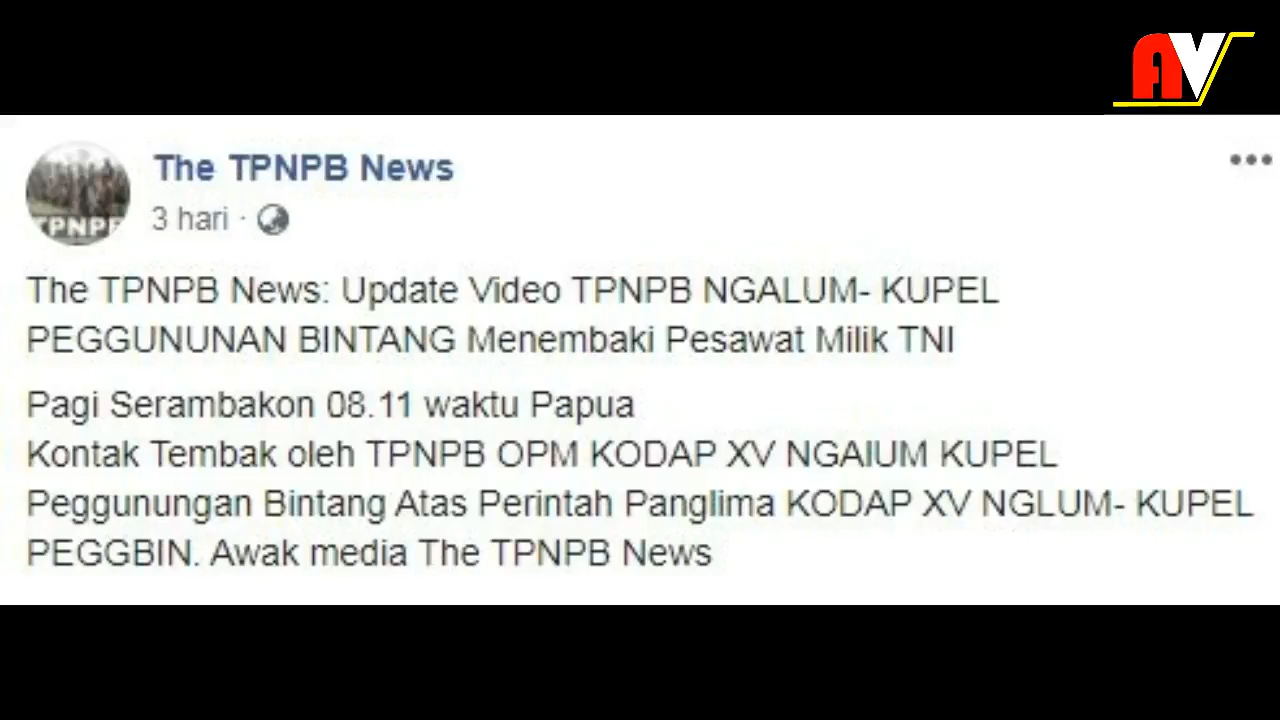 AV
The TPNPB News
3 hari ·
TPNPB
The TPNPB News: Update Video TPNPB NGALUM- KUPEL
PEGGUNUNAN BINTANG Menembaki Pesawat Milik TNI
Pagi Serambakon 08.11 waktu Papua
Kontak Tembak oleh TPNPB OPM KODAP XV NGAIUM KUPEL
Peggunungan Bintang Atas Perintah Panglima KODAP XV NGLUM- KUPEL
PEGGBIN. Awak media The TPNPB News